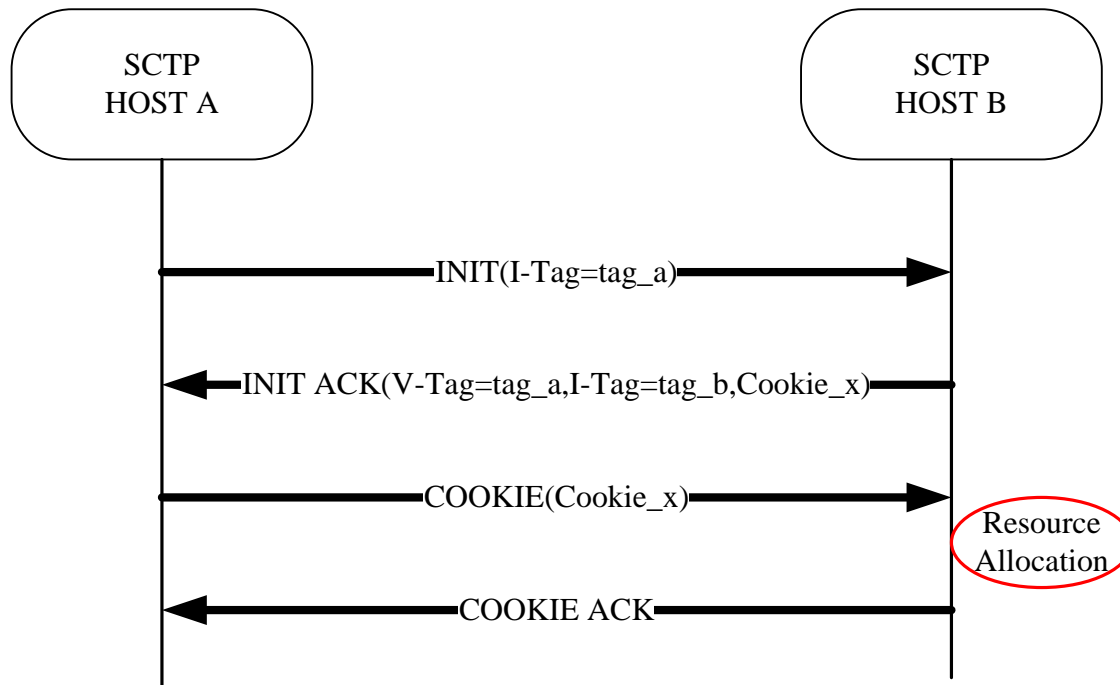 SCTP
HOST A
SCTP
HOST B
INIT(I-Tag=tag_a)
INIT ACK(V-Tag=tag_a,I-Tag=tag_b,Cookie_x)
COOKIE(Cookie_x)
Resource
Allocation
COOKIE ACK